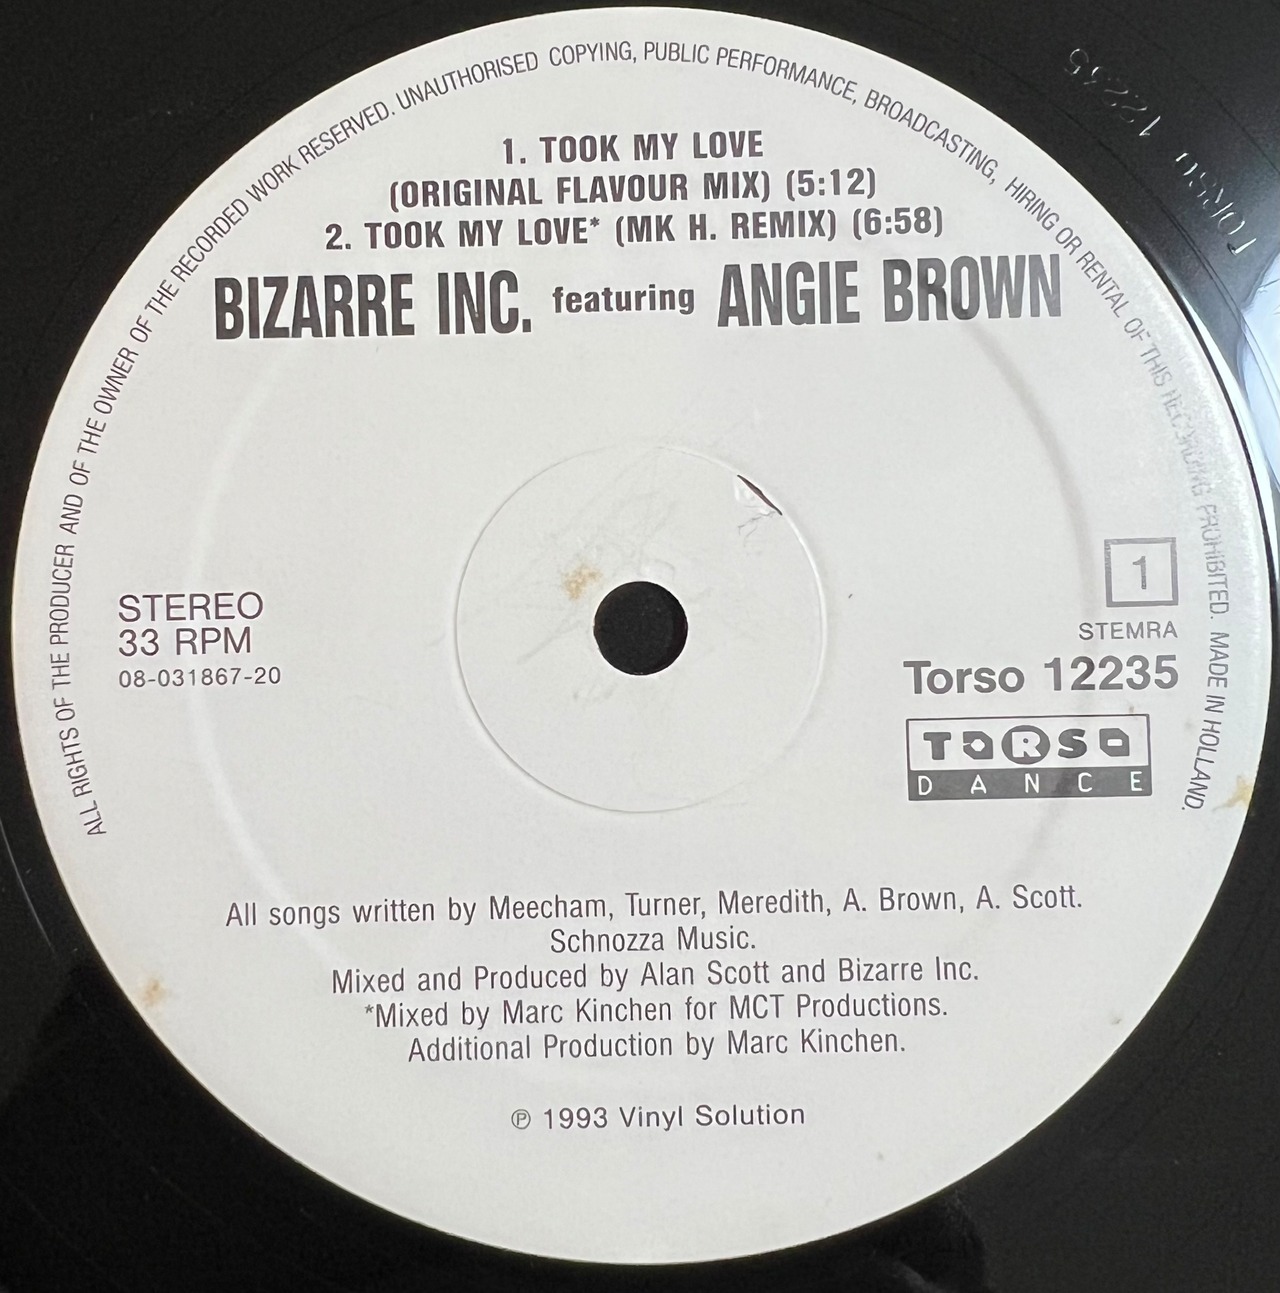 ALL RIGHTS OF THE PRODUCER AND OF THE OWNER OF THE RECORDED WORK RESERVED. UNAUTHORISED COPYING, PUBLIC PERFORMANCE, BROADCASTING, HIRING OR RENTAL OF THIS RECORDING PROHIBITED. MADE IN HOLLAND.
TORSO 12235
1. TOOK MY LOVE
(ORIGINAL FLAVOUR MIX) (5:12)
2. TOOK MY LOVE* (MK H. REMIX) (6:58)
BIZARRE INC. featuring ANGIE BROWN
STEREO
33 RPM
08-031867-20
1
STEMRA
Torso 12235
TORSO
DANCE
All songs written by Meecham, Turner, Meredith, A. Brown, A. Scott.
Schnozza Music.
Mixed and Produced by Alan Scott and Bizarre Inc.
*Mixed by Marc Kinchen for MCT Productions.
Additional Production by Marc Kinchen.
℗ 1993 Vinyl Solution